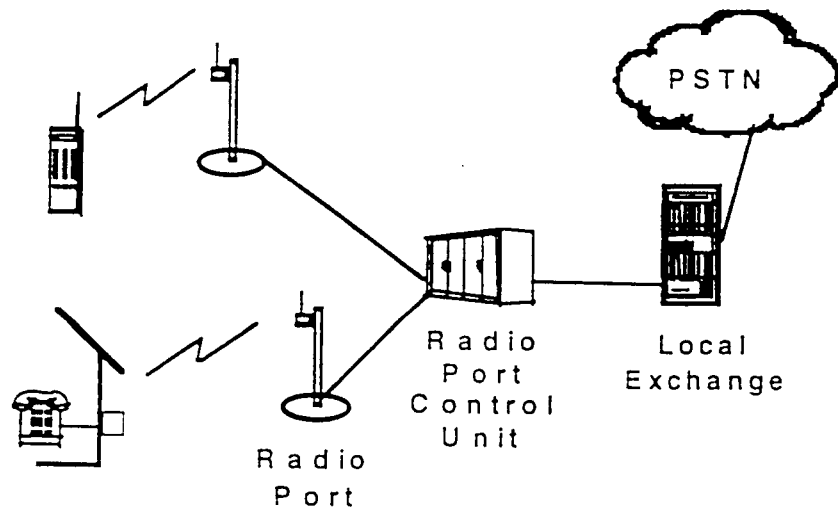 PSTN
Radio
Port
Control
Unit
Local
Exchange
Radio
Port